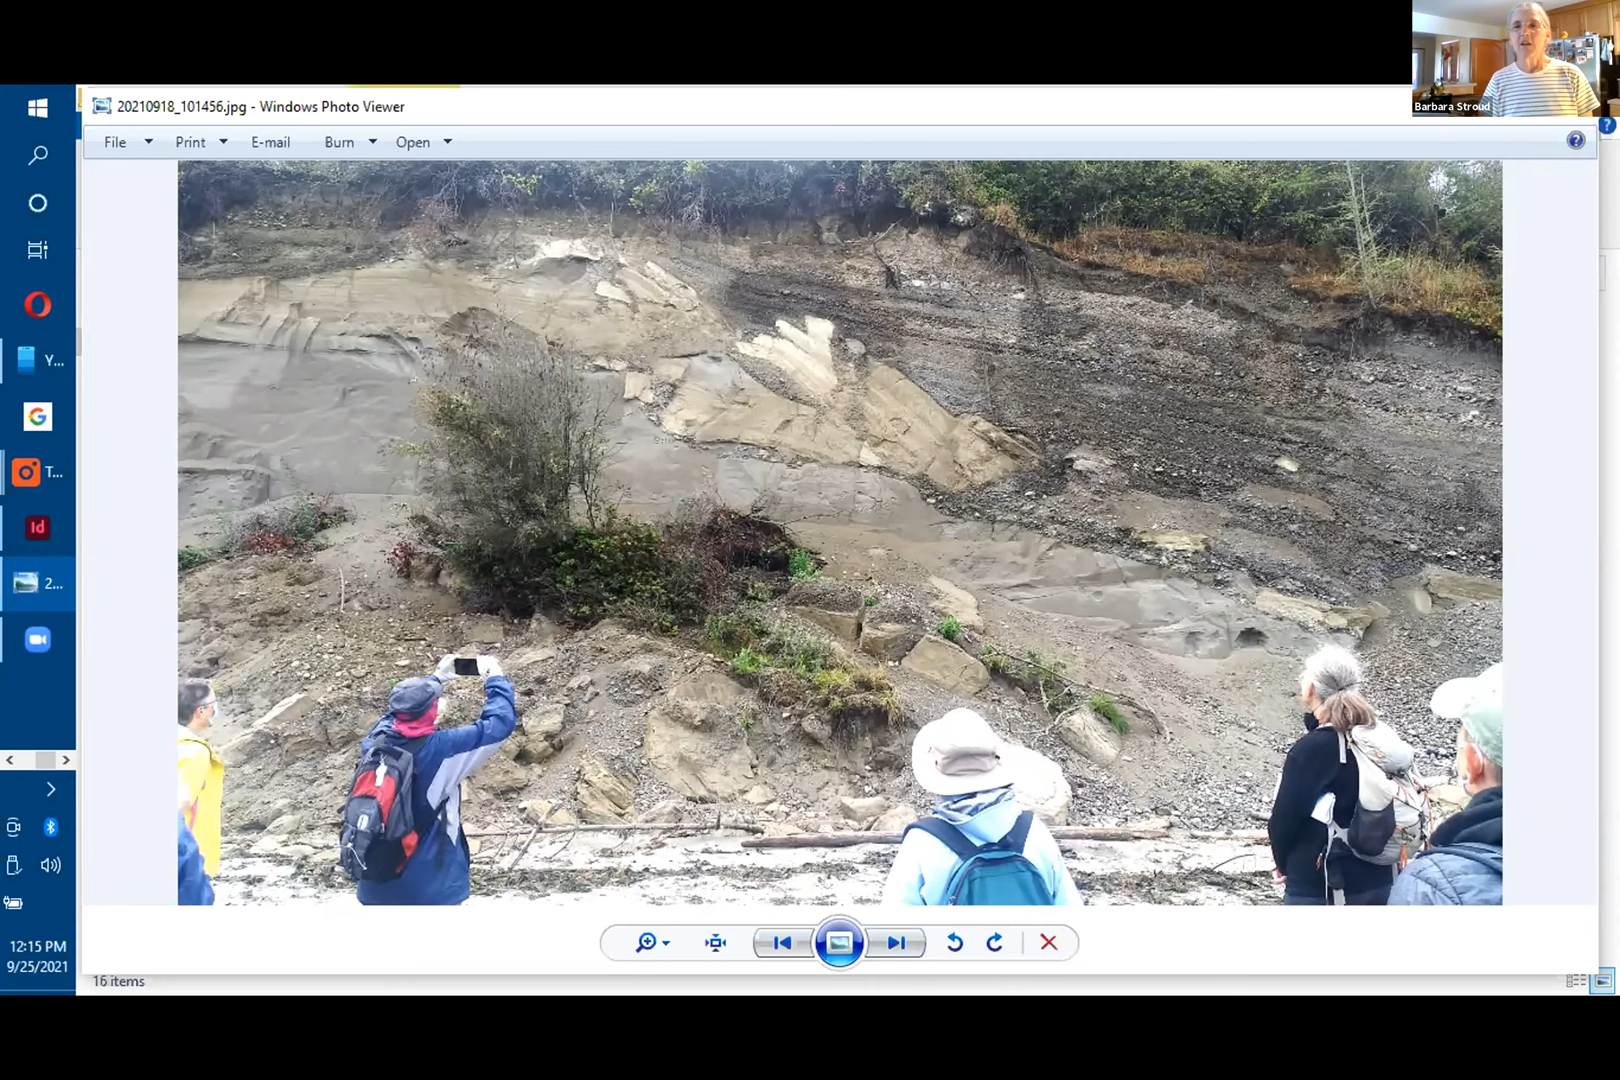 Barbara Stroud
20210918_101456.jpg - Windows Photo Viewer
File Print E-mail Burn Open
Y...
G
T...
Id
2...
12:15 PM
9/25/2021
16 items